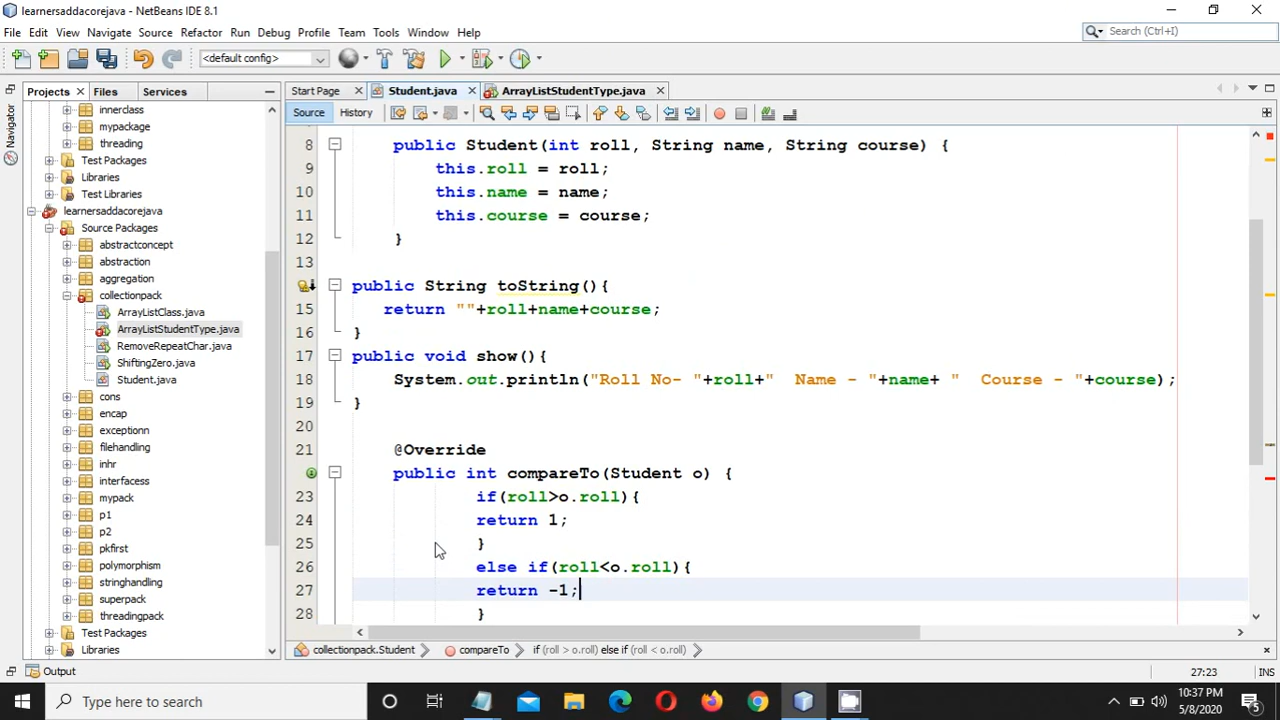 learnersaddacorejava - NetBeans IDE 8.1
File Edit View Navigate Source Refactor Run Debug Profile Team Tools Window Help
Search (Ctrl+I)
<default config>
Projects Files Services
Start Page Student.java ArrayListStudentType.java
Source History
Navigator
innerclass
mypackage
threading
Test Packages
Libraries
Test Libraries
learnersaddacorejava
Source Packages
abstractconcept
abstraction
aggregation
collectionpack
ArrayListClass.java
ArrayListStudentType.java
RemoveRepeatChar.java
ShiftingZero.java
Student.java
cons
encap
exceptionn
filehandling
inhr
interfacess
mypack
p1
p2
pkfirst
polymorphism
stringhandling
superpack
threadingpack
Test Packages
Libraries
8 public Student(int roll, String name, String course) {
9 this.roll = roll;
10 this.name = name;
11 this.course = course;
12 }
13
public String toString(){
15 return ""+roll+name+course;
16 }
17 public void show(){
18 System.out.println("Roll No- "+roll+"  Name - "+name+ "  Course - "+course);
19 }
20
21 @Override
public int compareTo(Student o) {
23 if(roll>o.roll){
24 return 1;
25 }
26 else if(roll<o.roll){
27 return -1;
28 }
collectionpack.Student compareTo if (roll > o.roll) else if (roll < o.roll)
Output
27:23 INS
Type here to search
10:37 PM
5/8/2020
5